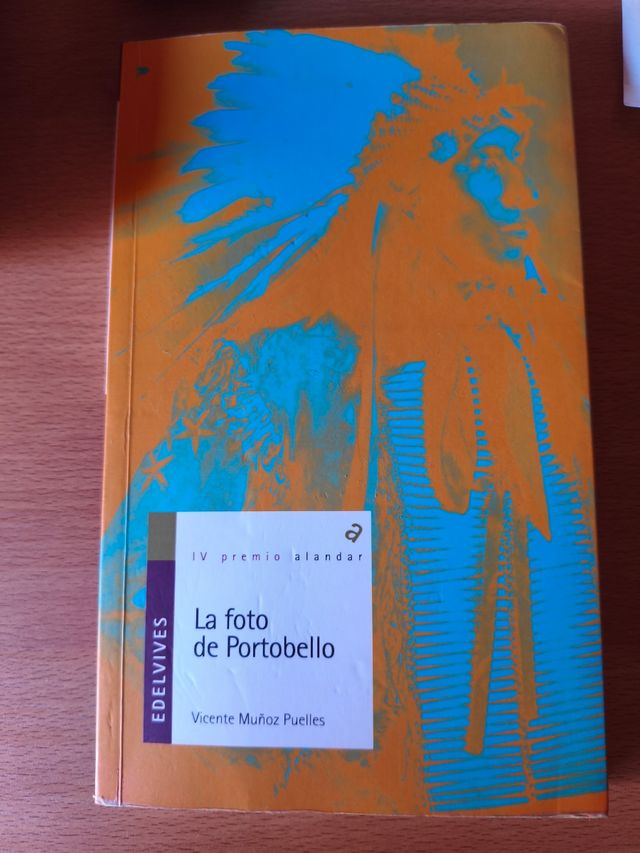 a
IV premio alandar
La foto
de Portobello
EDELVIVES
Vicente Muñoz Puelles